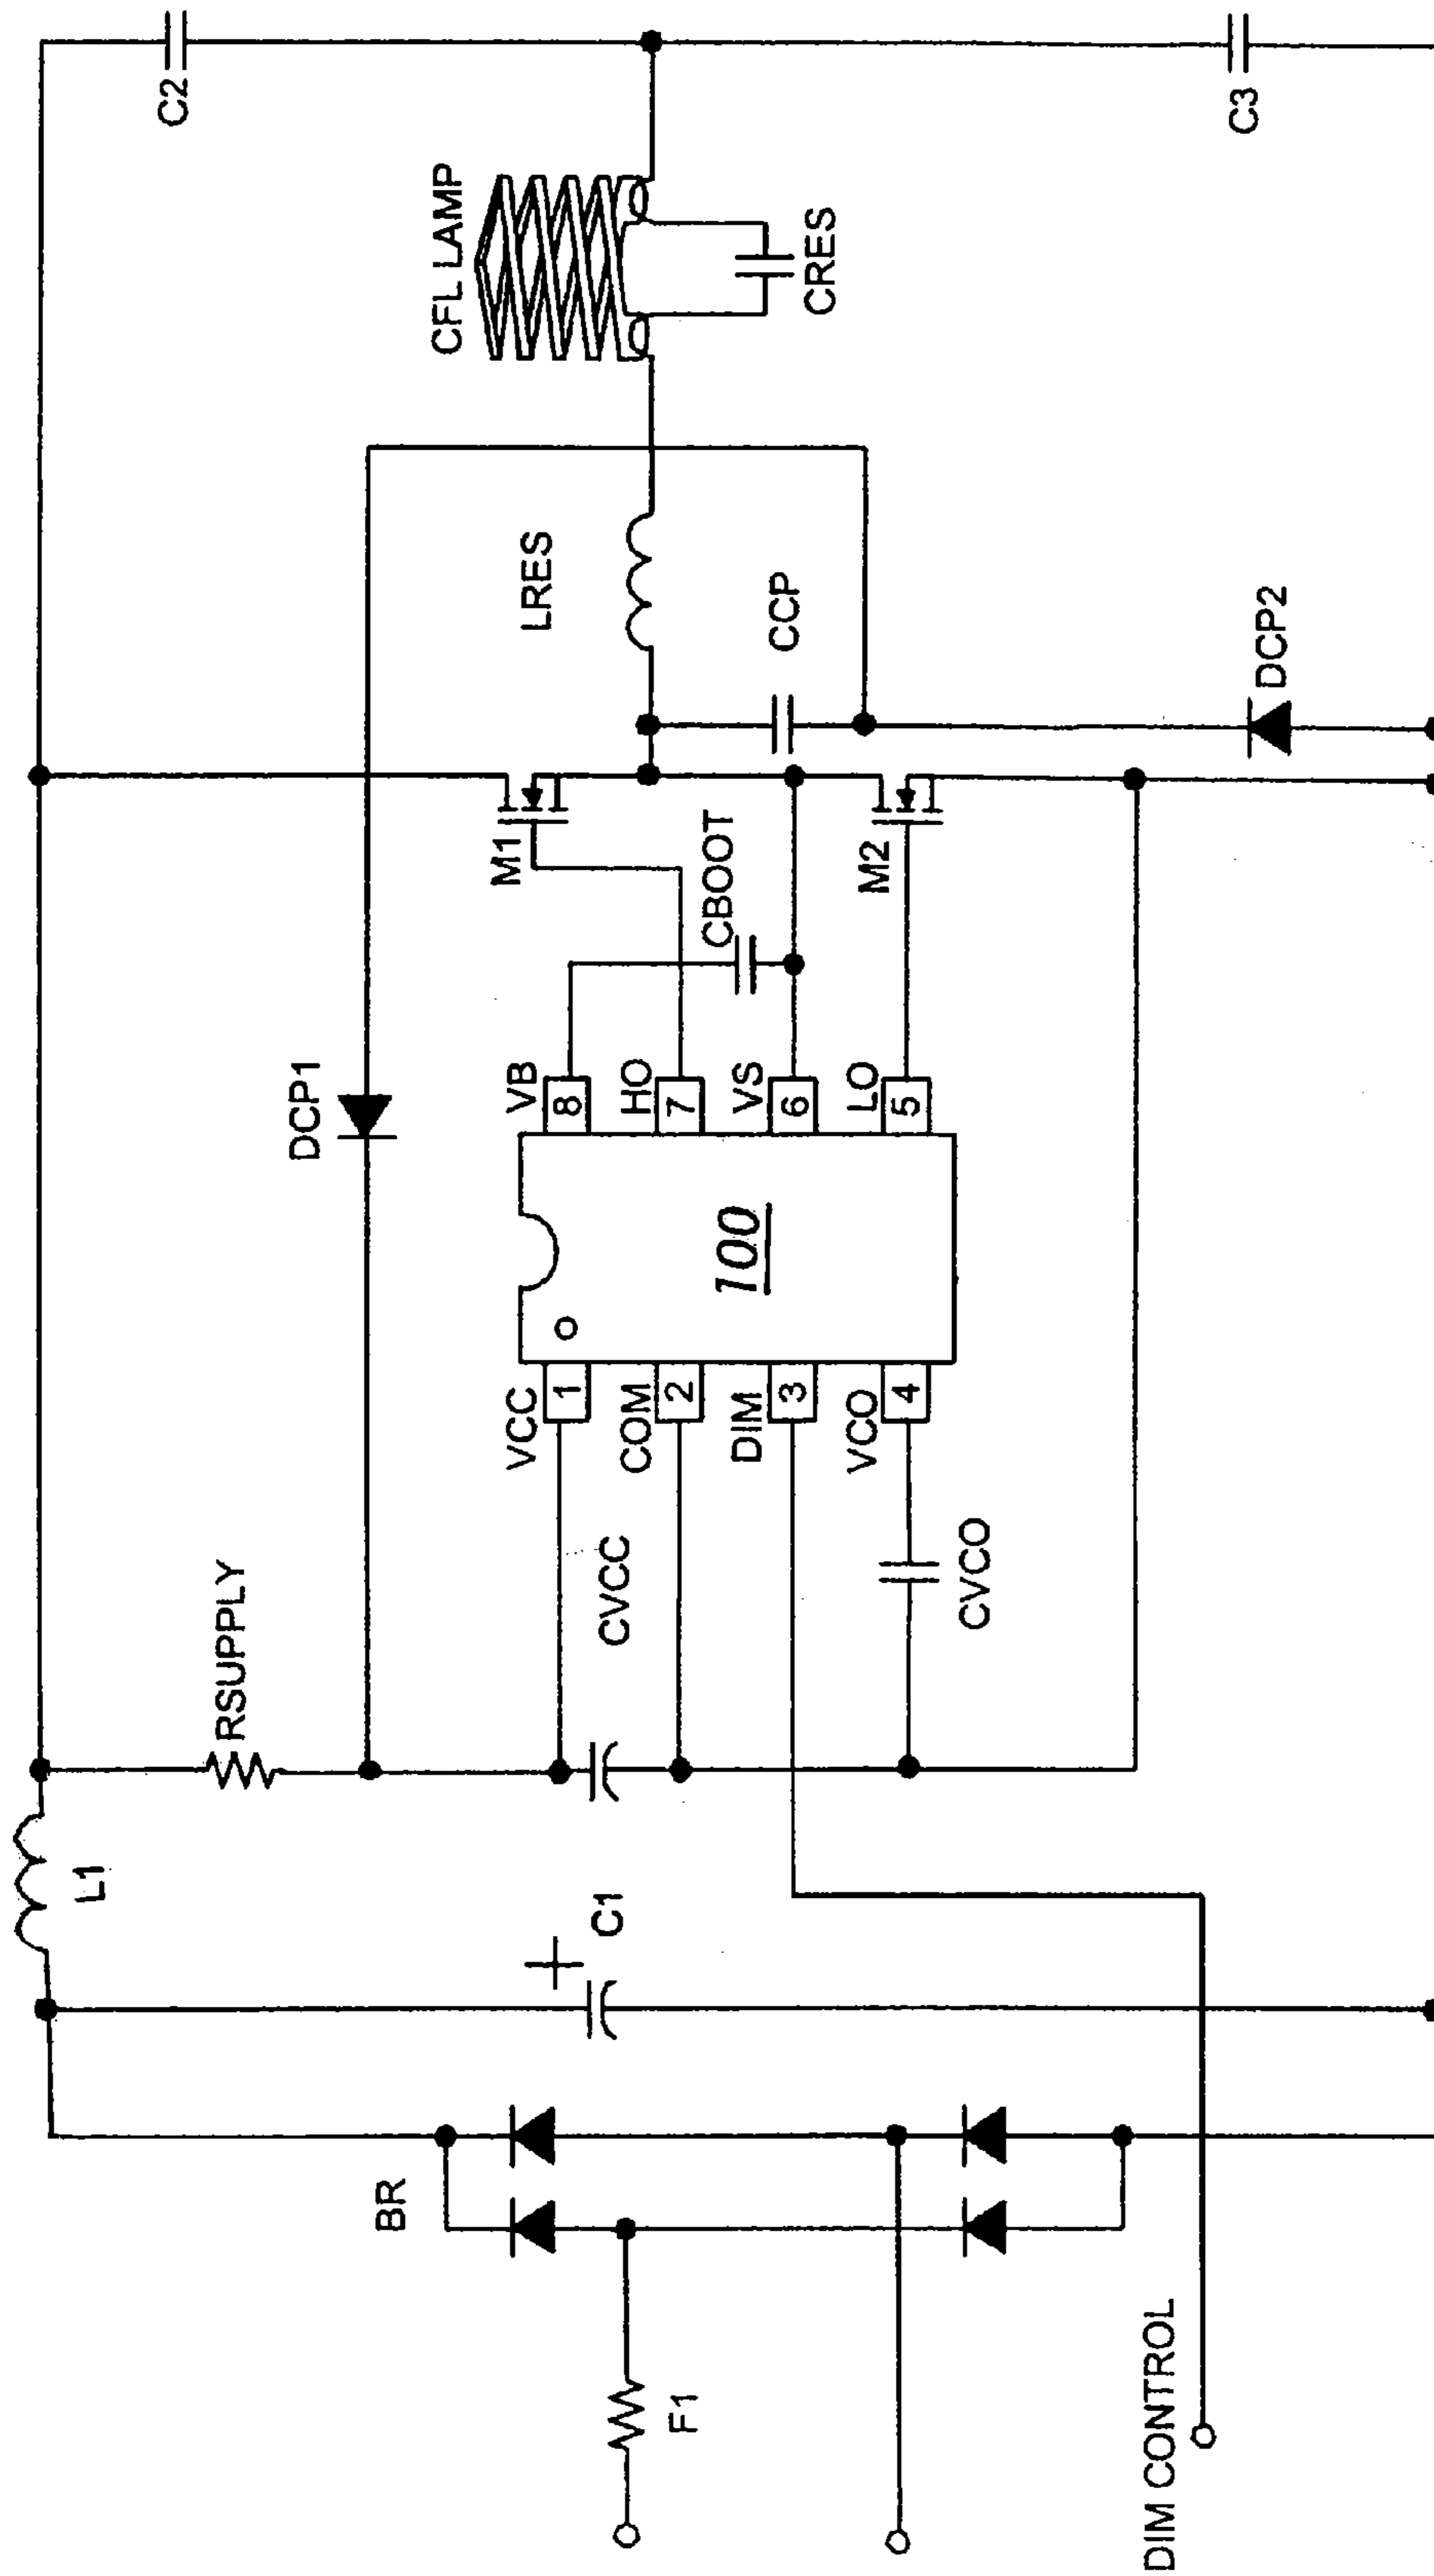 BR
F1
DIM CONTROL
L1
C1
RSUPPLY
CVCC
CVCO
VCC
1
COM
2
DIM
3
VCO
4
100
VB
8
HO
7
VS
6
LO
5
DCP1
CBOOT
M1
M2
LRES
CCP
DCP2
CFL LAMP
CRES
C2
C3